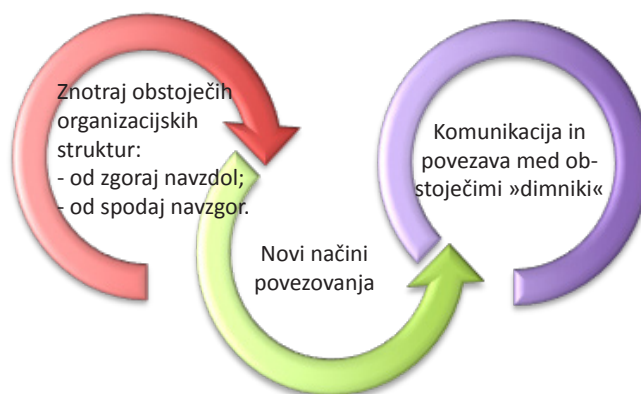 Znotraj obstoječih
organizacijskih
struktur:
- od zgoraj navzdol;
- od spodaj navzgor.
Novi načini
povezovanja
Komunikacija in
povezava med ob-
stoječimi »dimniki«